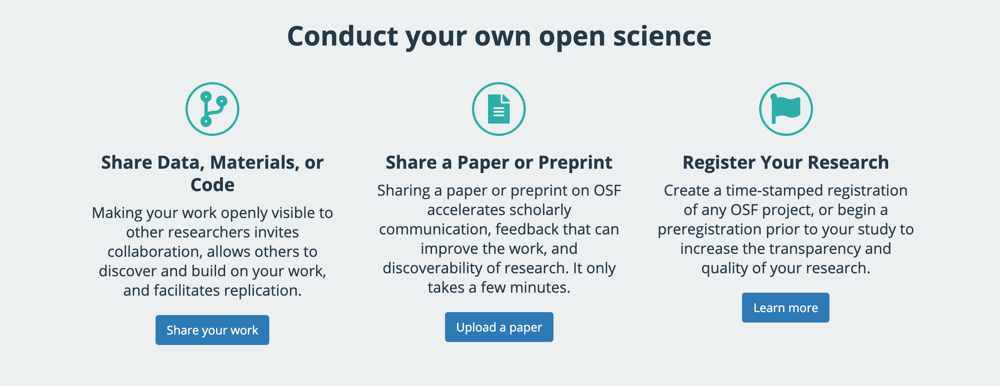 Conduct your own open science
Share Data, Materials, or
Code
Making your work openly visible to
other researchers invites
collaboration, allows others to
discover and build on your work,
and facilitates replication.
Share your work
Share a Paper or Preprint
Sharing a paper or preprint on OSF
accelerates scholarly
communication, feedback that can
improve the work, and
discoverability of research. It only
takes a few minutes.
Upload a paper
Register Your Research
Create a time-stamped registration
of any OSF project, or begin a
preregistration prior to your study to
increase the transparency and
quality of your research.
Learn more